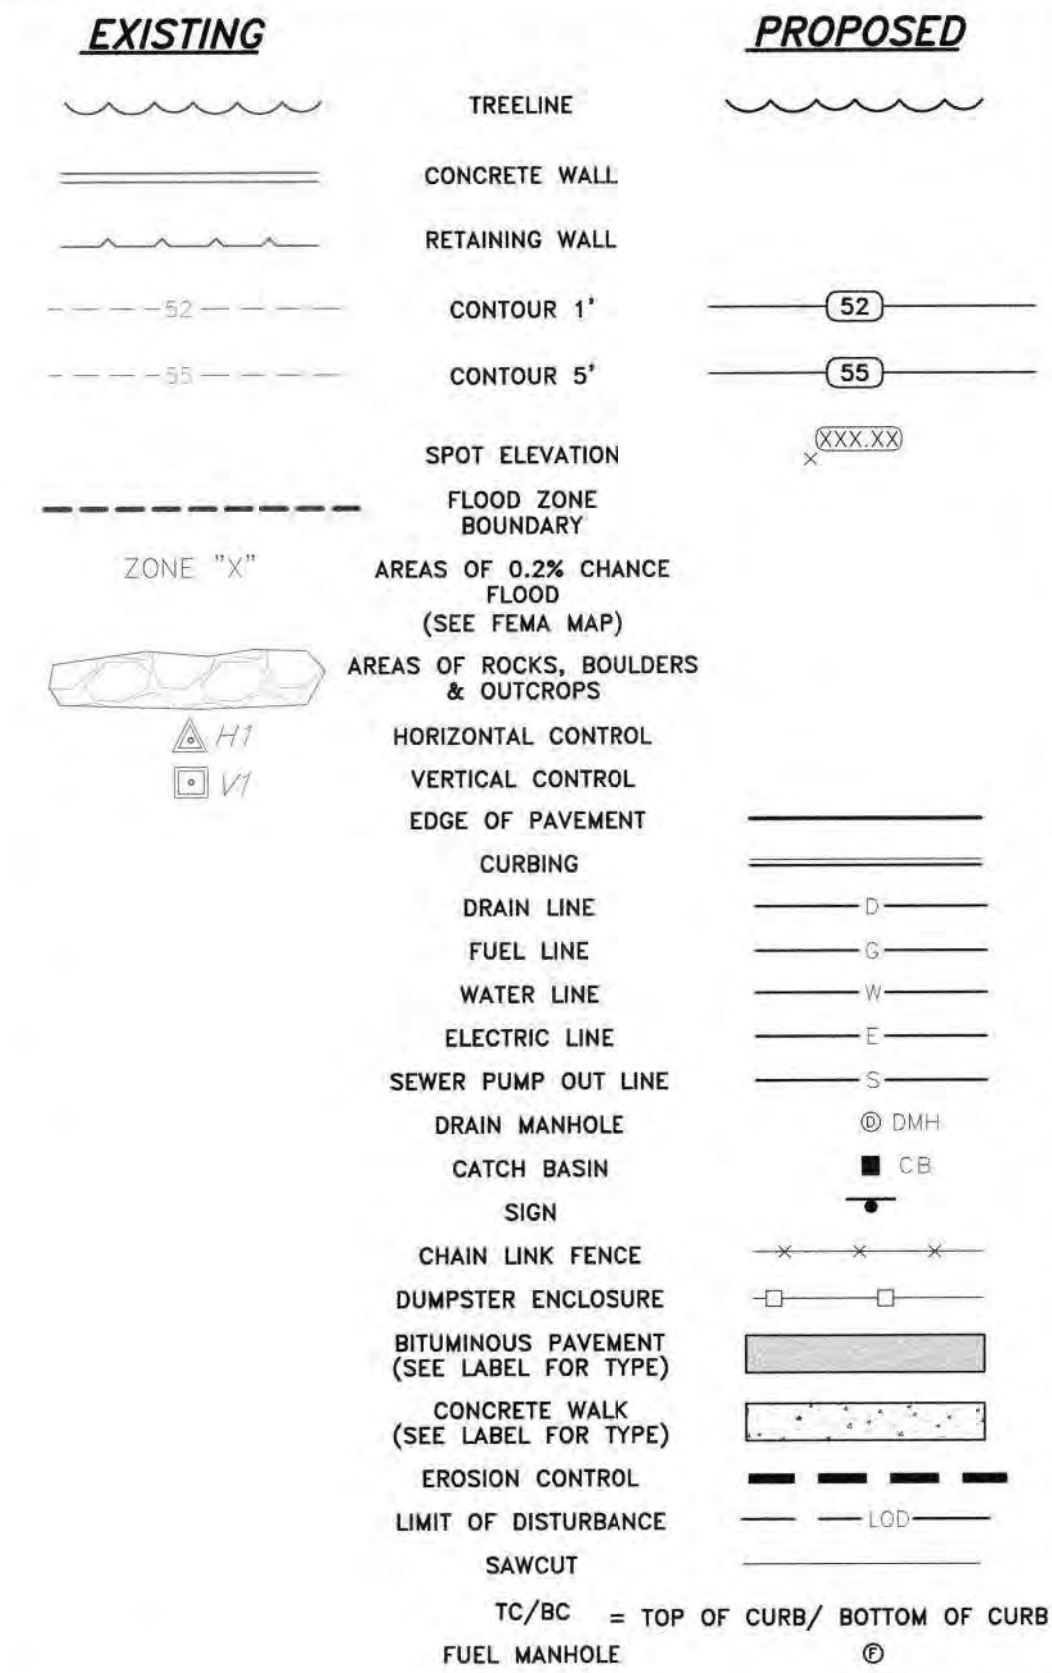 EXISTING PROPOSED
TREELINE
CONCRETE WALL
RETAINING WALL
52 CONTOUR 1' 52
55 CONTOUR 5' 55
SPOT ELEVATION XXX.XX
FLOOD ZONE
BOUNDARY
ZONE "X" AREAS OF 0.2% CHANCE
FLOOD
(SEE FEMA MAP)
AREAS OF ROCKS, BOULDERS
& OUTCROPS
H1 HORIZONTAL CONTROL
V1 VERTICAL CONTROL
EDGE OF PAVEMENT
CURBING
DRAIN LINE D
FUEL LINE G
WATER LINE W
ELECTRIC LINE E
SEWER PUMP OUT LINE S
DRAIN MANHOLE D DMH
CATCH BASIN CB
SIGN
CHAIN LINK FENCE
DUMPSTER ENCLOSURE
BITUMINOUS PAVEMENT
(SEE LABEL FOR TYPE)
CONCRETE WALK
(SEE LABEL FOR TYPE)
EROSION CONTROL
LIMIT OF DISTURBANCE LOD
SAWCUT
TC/BC = TOP OF CURB/ BOTTOM OF CURB
FUEL MANHOLE F